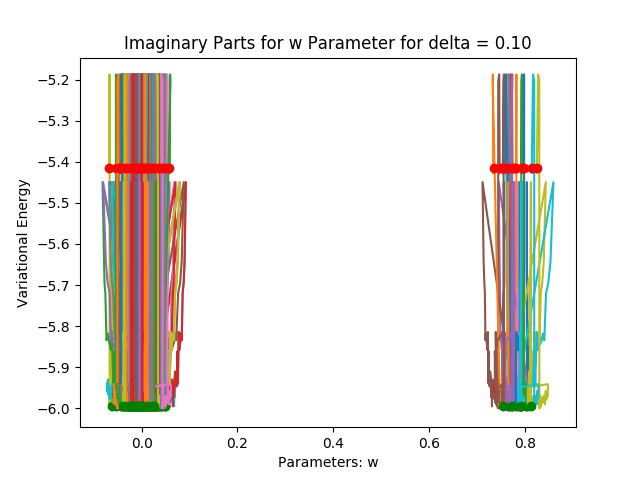 Imaginary Parts for w Parameter for delta = 0.10
−5.2
−5.3
−5.4
−5.5
−5.6
−5.7
−5.8
−5.9
−6.0
Variational Energy
0.0 0.2 0.4 0.6 0.8
Parameters: w